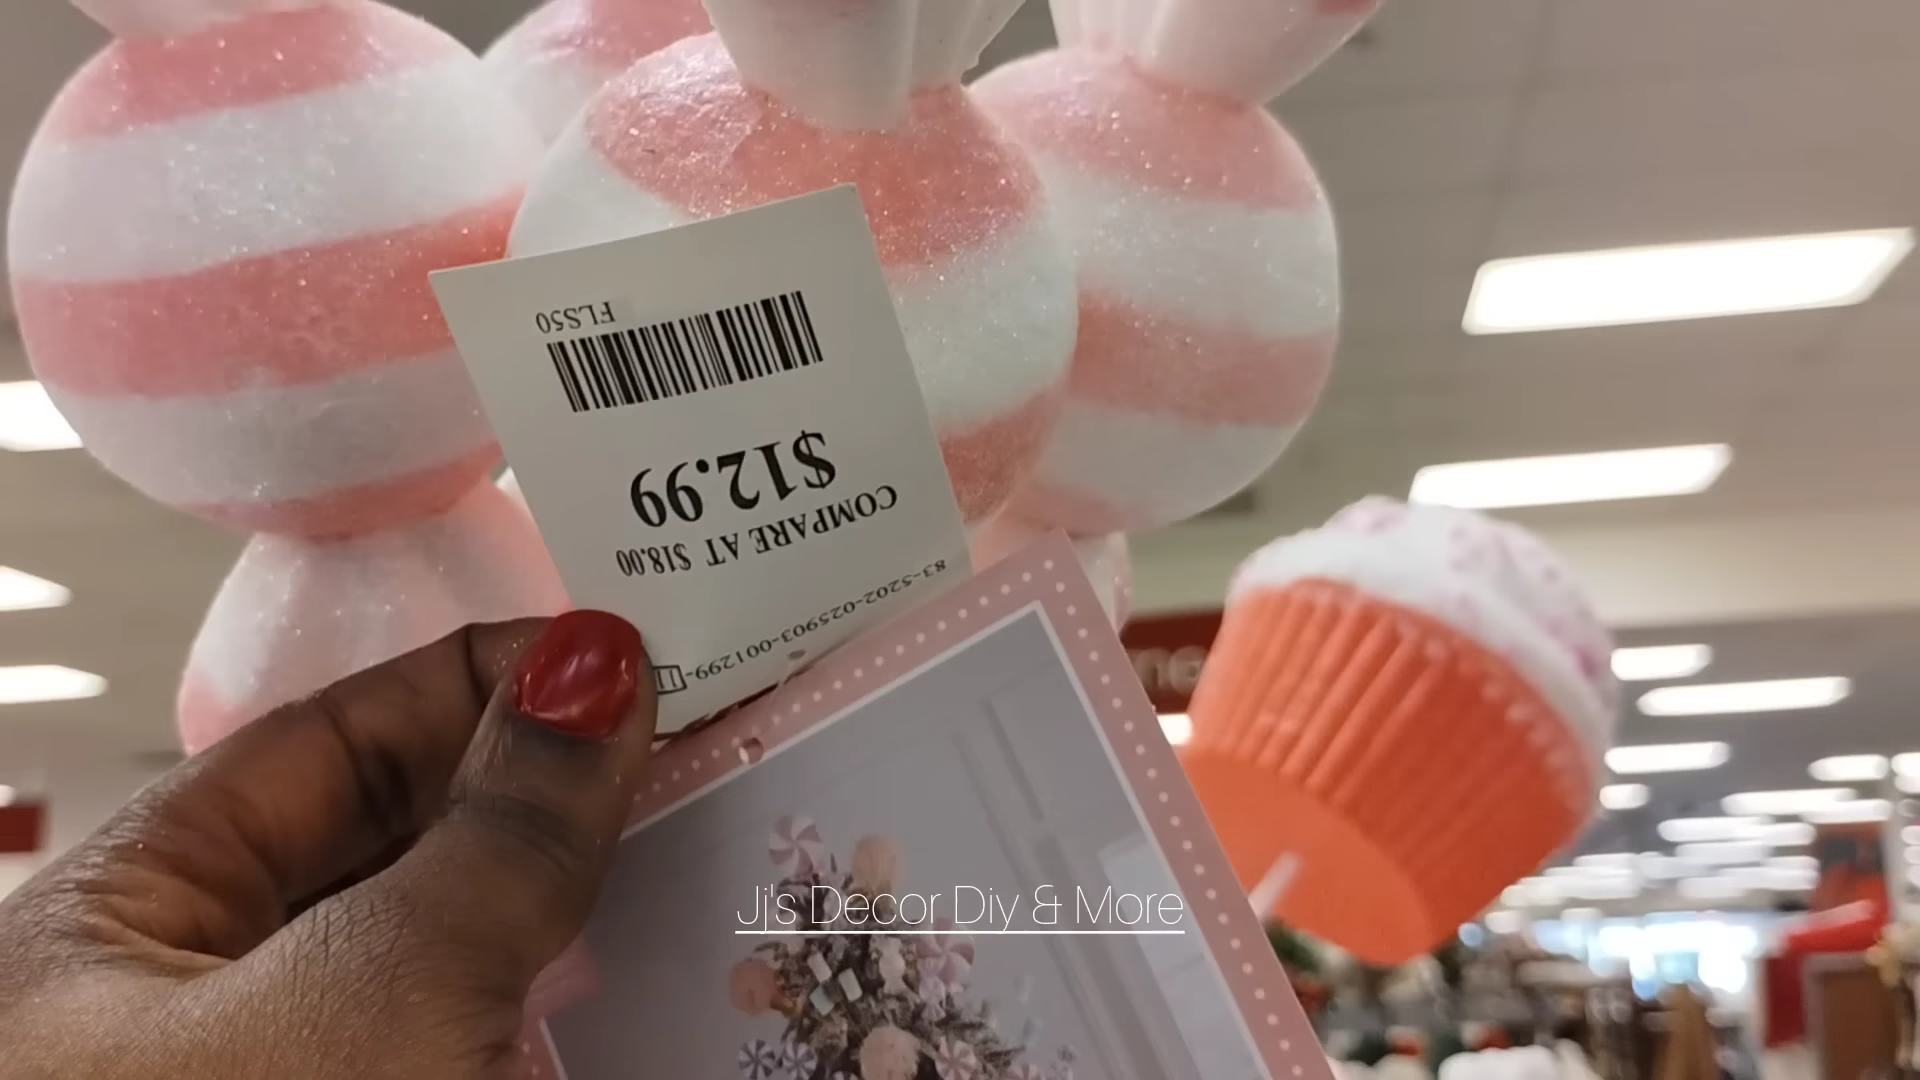 83-5202-025903-001299-
COMPARE AT $18.00
$12.99
FLS50
Jj's Decor Diy & More